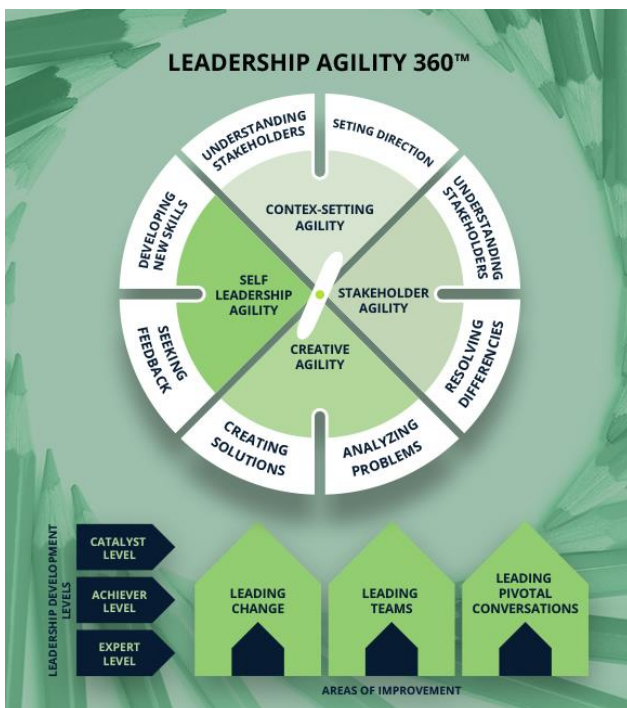 LEADERSHIP AGILITY 360™
UNDERSTANDING
STAKEHOLDERS
SETING DIRECTION
DEVELOPING
NEW SKILLS
UNDERSTANDING
STAKEHOLDERS
CONTEX-SETTING
AGILITY
SELF
LEADERSHIP
AGILITY
STAKEHOLDER
AGILITY
CREATIVE
AGILITY
SEEKING
FEEDBACK
RESOLVING
DIFFERENCIES
CREATING
SOLUTIONS
ANALYZING
PROBLEMS
LEADERSHIP DEVELOPMENT
LEVELS
CATALYST
LEVEL
ACHIEVER
LEVEL
EXPERT
LEVEL
LEADING
CHANGE
LEADING
TEAMS
LEADING
PIVOTAL
CONVERSATIONS
AREAS OF IMPROVEMENT